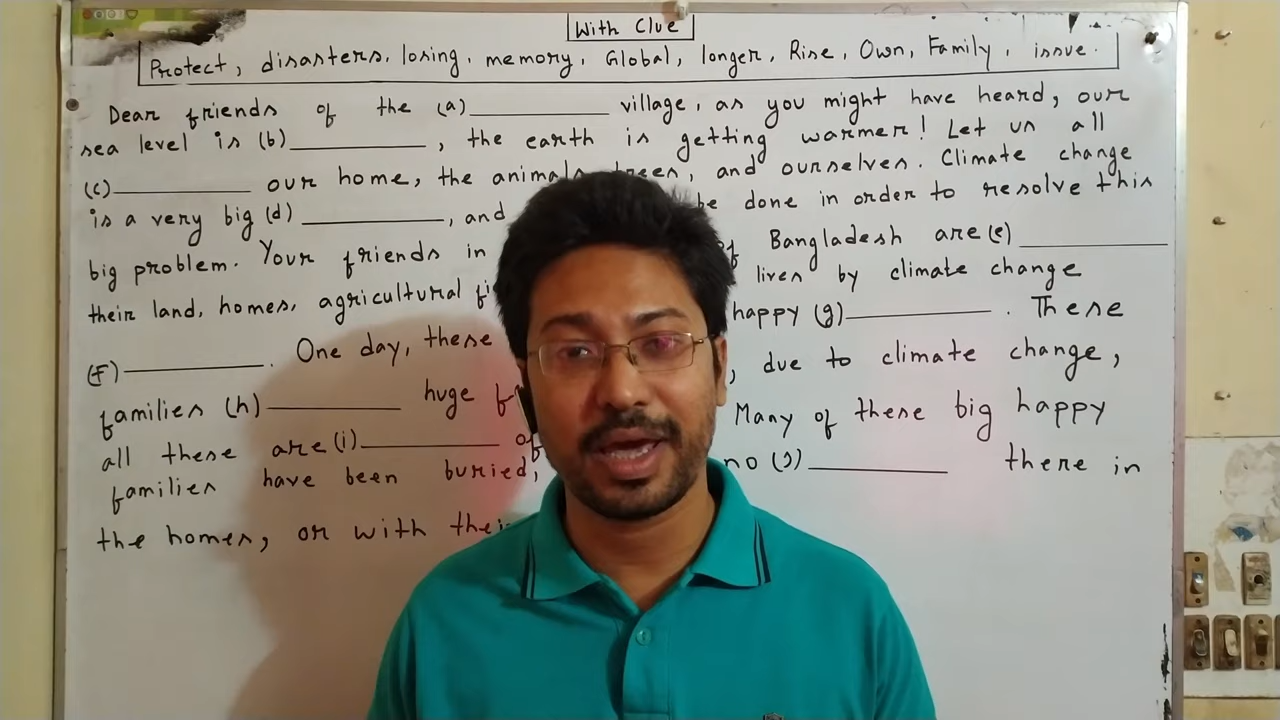 With Clue
Protect, disasters, losing, memory, Global, longer, Rise, Own, Family, issue.
Dear friends of the (a) __________ village, as you might have heard, our
sea level is (b) __________, the earth is getting warmer! Let us all
(c) __________ our home, the animals, trees, and ourselves. Climate change
is a very big (d) __________, and be done in order to resolve this
big problem. Your friends in of Bangladesh are (e) __________
their land, homes, agricultural lives by climate change
(f) __________. One day, these happy (g) __________. These
families (h) __________ huge , due to climate change,
all these are (i) __________ of Many of these big happy
families have been buried, no (j) __________ there in
the homes, or with their